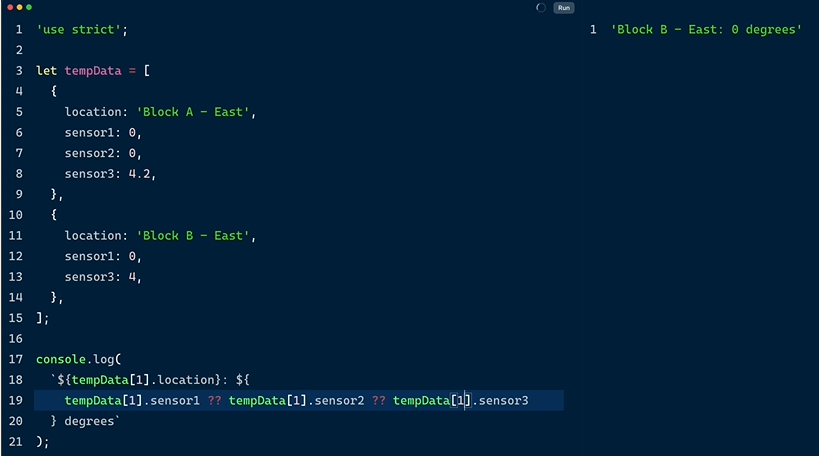 Run
1 'use strict';
2
3 let tempData = [
4 {
5 location: 'Block A - East',
6 sensor1: 0,
7 sensor2: 0,
8 sensor3: 4.2,
9 },
10 {
11 location: 'Block B - East',
12 sensor1: 0,
13 sensor3: 4,
14 },
15 ];
16
17 console.log(
18 `${tempData[1].location}: ${
19 tempData[1].sensor1 ?? tempData[1].sensor2 ?? tempData[1].sensor3
20 } degrees`
21 );
1 'Block B - East: 0 degrees'